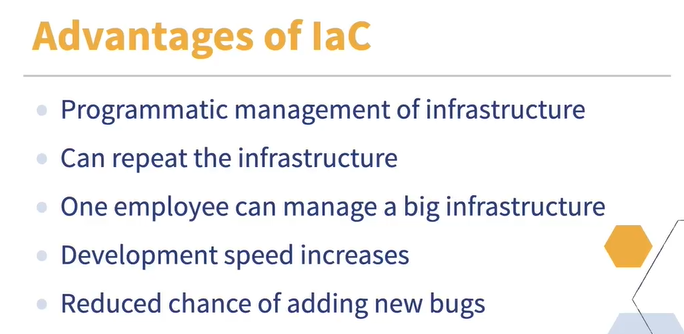 Advantages of IaC
Programmatic management of infrastructure
Can repeat the infrastructure
One employee can manage a big infrastructure
Development speed increases
Reduced chance of adding new bugs